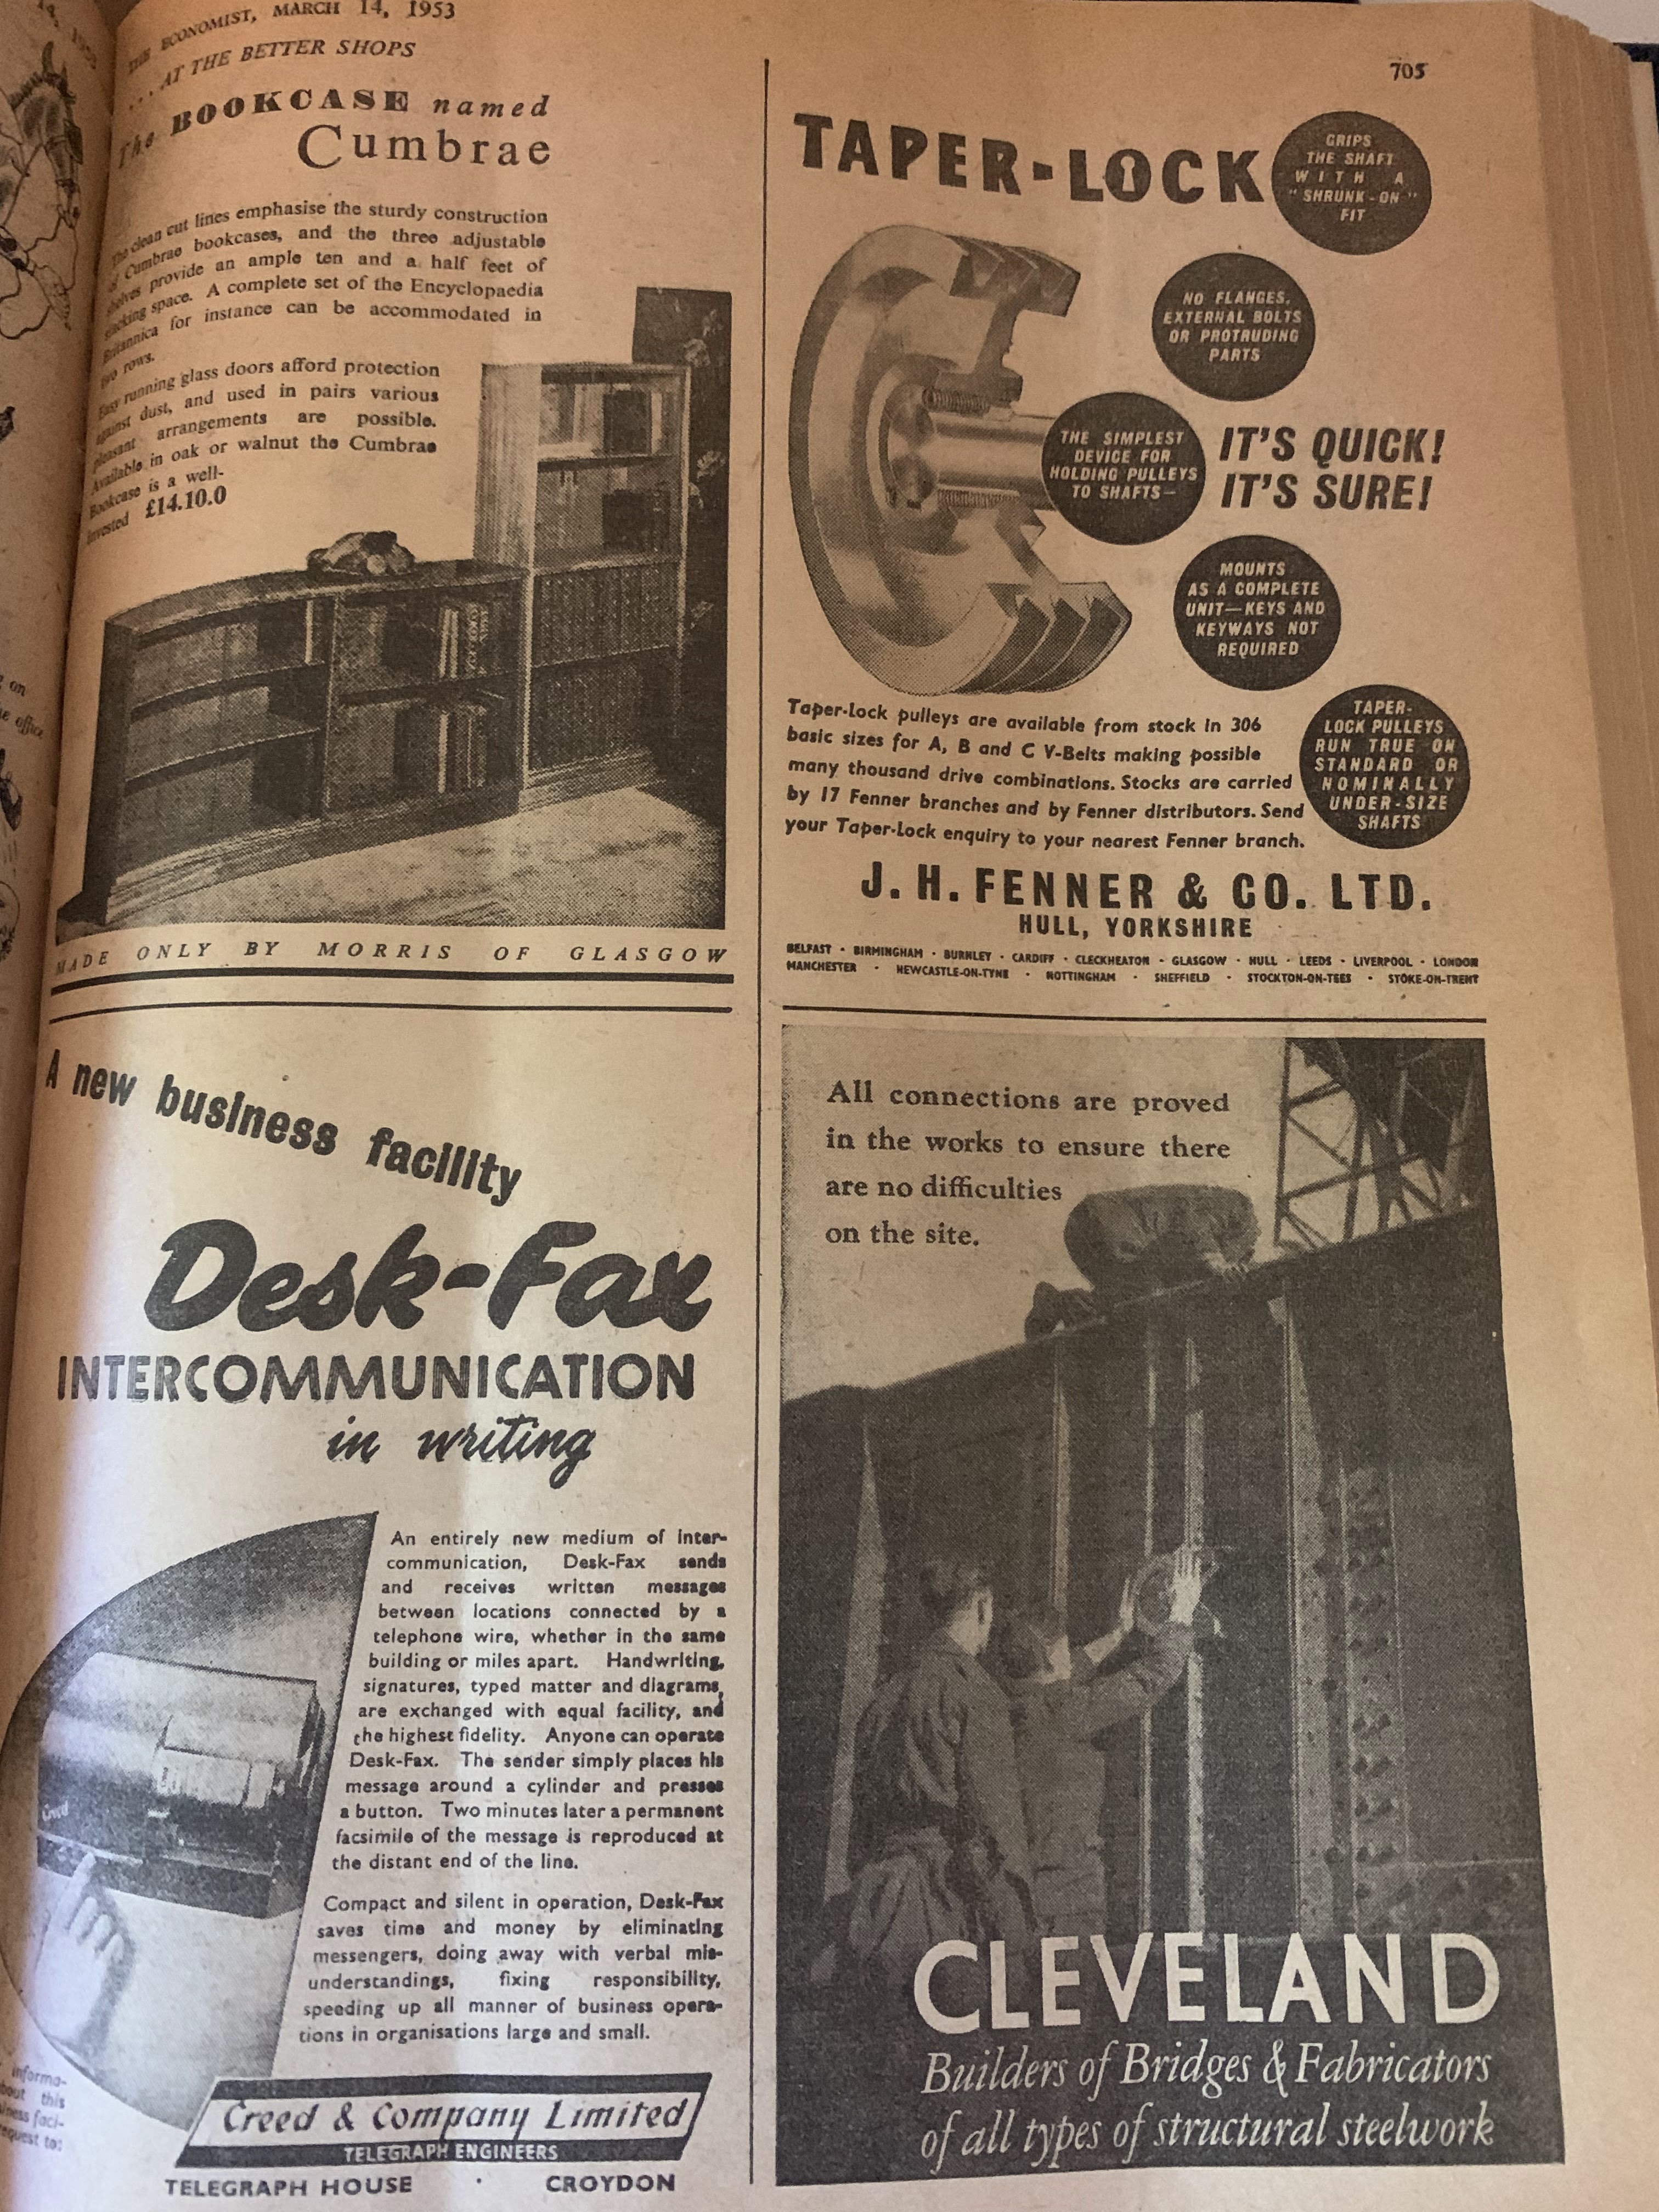 THE ECONOMIST, MARCH 14, 1953
705
... AT THE BETTER SHOPS
The BOOKCASE named
Cumbrae
The clean cut lines emphasise the sturdy construction
of Cumbrae bookcases, and the three adjustable
shelves provide an ample ten and a half feet of
stacking space. A complete set of the Encyclopaedia
Britannica for instance can be accommodated in
two rows.
Easy running glass doors afford protection
against dust, and used in pairs various
pleasant arrangements are possible.
Available in oak or walnut the Cumbrae
Bookcase is a well-
invested £14.10.0
MADE ONLY BY MORRIS OF GLASGOW
A new business facility
Desk-Fax
INTERCOMMUNICATION
in writing
An entirely new medium of inter-
communication, Desk-Fax sends
and receives written messages
between locations connected by a
telephone wire, whether in the same
building or miles apart. Handwriting,
signatures, typed matter and diagrams,
are exchanged with equal facility, and
the highest fidelity. Anyone can operate
Desk-Fax. The sender simply places his
message around a cylinder and presses
a button. Two minutes later a permanent
facsimile of the message is reproduced at
the distant end of the line.
Compact and silent in operation, Desk-Fax
saves time and money by eliminating
messengers, doing away with verbal mis-
understandings, fixing responsibility,
speeding up all manner of business opera-
tions in organisations large and small.
Creed
informa-
this
request to:
Creed & Company Limited
TELEGRAPH ENGINEERS
TELEGRAPH HOUSE · CROYDON
TAPER-LOCK
GRIPS
THE SHAFT
WITH A
"SHRUNK-ON"
FIT
NO FLANGES,
EXTERNAL BOLTS
OR PROTRUDING
PARTS
THE SIMPLEST
DEVICE FOR
HOLDING PULLEYS
TO SHAFTS—
IT'S QUICK!
IT'S SURE!
MOUNTS
AS A COMPLETE
UNIT—KEYS AND
KEYWAYS NOT
REQUIRED
TAPER-
LOCK PULLEYS
RUN TRUE ON
STANDARD OR
NOMINALLY
UNDER-SIZE
SHAFTS
Taper-Lock pulleys are available from stock in 306
basic sizes for A, B and C V-Belts making possible
many thousand drive combinations. Stocks are carried
by 17 Fenner branches and by Fenner distributors. Send
your Taper-Lock enquiry to your nearest Fenner branch.
J. H. FENNER & CO. LTD.
HULL, YORKSHIRE
BELFAST · BIRMINGHAM · BURNLEY · CARDIFF · CLECKHEATON · GLASGOW · HULL · LEEDS · LIVERPOOL · LONDON
MANCHESTER · NEWCASTLE-ON-TYNE · NOTTINGHAM · SHEFFIELD · STOCKTON-ON-TEES · STOKE-ON-TRENT
All connections are proved
in the works to ensure there
are no difficulties
on the site.
CLEVELAND
Builders of Bridges & Fabricators
of all types of structural steelwork